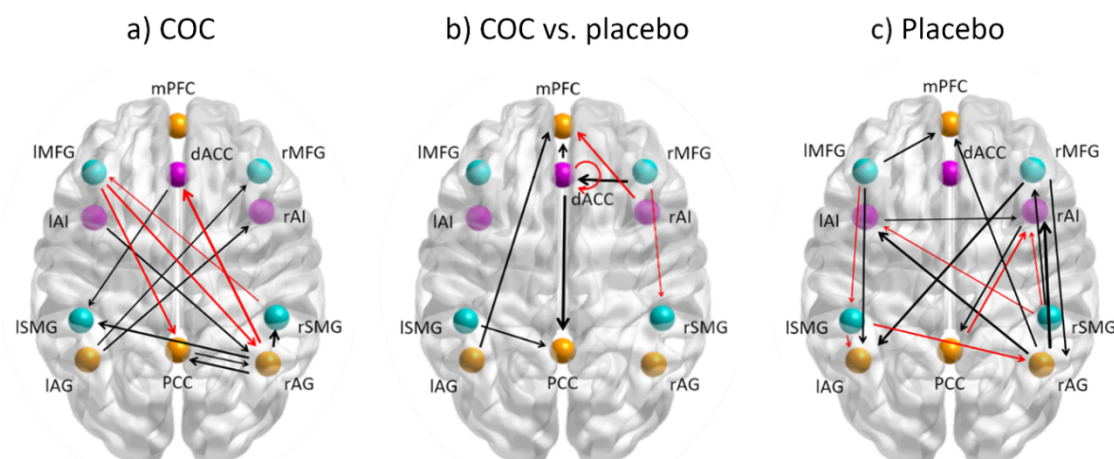 a) COC
b) COC vs. placebo
c) Placebo
mPFC
lMFG
dACC
rMFG
lAI
rAI
lSMG
rSMG
lAG
PCC
rAG
mPFC
lMFG
rMFG
dACC
lAI
rAI
lSMG
rSMG
lAG
PCC
rAG
mPFC
lMFG
dACC
rMFG
lAI
rAI
lSMG
rSMG
lAG
PCC
rAG